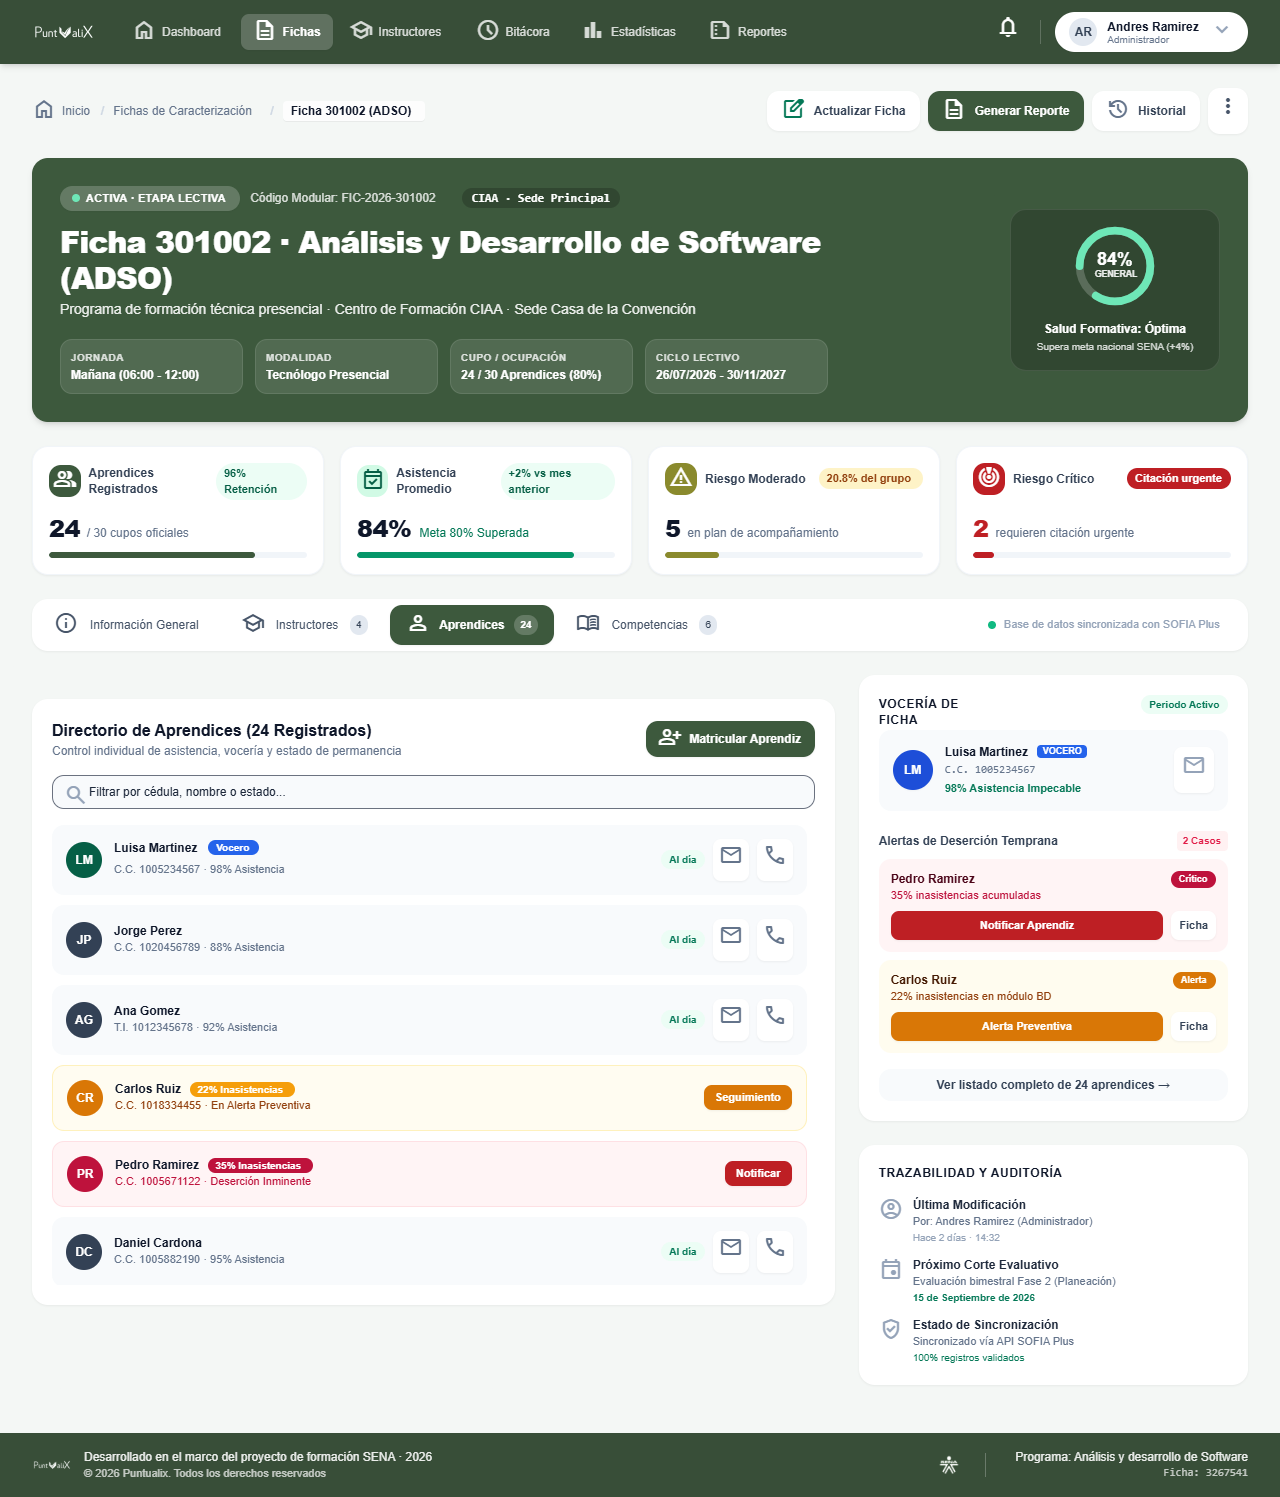 PuntualiX
Dashboard
Fichas
Instructores
Bitácora
Estadísticas
Reportes
AR
Andres Ramirez
Administrador
Inicio / Fichas de Caracterización / Ficha 301002 (ADSO)
Actualizar Ficha
Generar Reporte
Historial
ACTIVA · ETAPA LECTIVA
Código Modular: FIC-2026-301002
CIAA - Sede Principal
Ficha 301002 · Análisis y Desarrollo de Software
(ADSO)
Programa de formación técnica presencial · Centro de Formación CIAA · Sede Casa de la Convención
JORNADA
Mañana (06:00 - 12:00)
MODALIDAD
Tecnólogo Presencial
CUPO / OCUPACIÓN
24 / 30 Aprendices (80%)
CICLO LECTIVO
26/07/2026 - 30/11/2027
84%
GENERAL
Salud Formativa: Óptima
Supera meta nacional SENA (+4%)
Aprendices
Registrados
96%
Retención
24 / 30 cupos oficiales
Asistencia
Promedio
+2% vs mes
anterior
84% Meta 80% Superada
Riesgo Moderado
20.8% del grupo
5 en plan de acompañamiento
Riesgo Crítico
Citación urgente
2 requieren citación urgente
Información General
Instructores 4
Aprendices 24
Competencias 6
Base de datos sincronizada con SOFIA Plus
Directorio de Aprendices (24 Registrados)
Control individual de asistencia, vocería y estado de permanencia
Matricular Aprendiz
Filtrar por cédula, nombre o estado...
LM
Luisa Martinez Vocero
C.C. 1005234567 · 98% Asistencia
Al día
JP
Jorge Perez
C.C. 1020456789 · 88% Asistencia
Al día
AG
Ana Gomez
T.I. 1012345678 · 92% Asistencia
Al día
CR
Carlos Ruiz 22% Inasistencias
C.C. 1018334455 · En Alerta Preventiva
Seguimiento
PR
Pedro Ramirez 35% Inasistencias
C.C. 1005671122 · Deserción Inminente
Notificar
DC
Daniel Cardona
C.C. 1005882190 · 95% Asistencia
Al día
VOCERÍA DE
FICHA
Periodo Activo
LM
Luisa Martinez VOCERO
C.C. 1005234567
98% Asistencia Impecable
Alertas de Deserción Temprana
2 Casos
Pedro Ramirez
Crítico
35% inasistencias acumuladas
Notificar Aprendiz
Ficha
Carlos Ruiz
Alerta
22% inasistencias en módulo BD
Alerta Preventiva
Ficha
Ver listado completo de 24 aprendices →
TRAZABILIDAD Y AUDITORÍA
Última Modificación
Por: Andres Ramirez (Administrador)
Hace 2 días · 14:32
Próximo Corte Evaluativo
Evaluación bimestral Fase 2 (Planeación)
15 de Septiembre de 2026
Estado de Sincronización
Sincronizado vía API SOFIA Plus
100% registros validados
PuntualiX
Desarrollado en el marco del proyecto de formación SENA · 2026
© 2026 Puntualix. Todos los derechos reservados
Programa: Análisis y desarrollo de Software
Ficha: 3267541